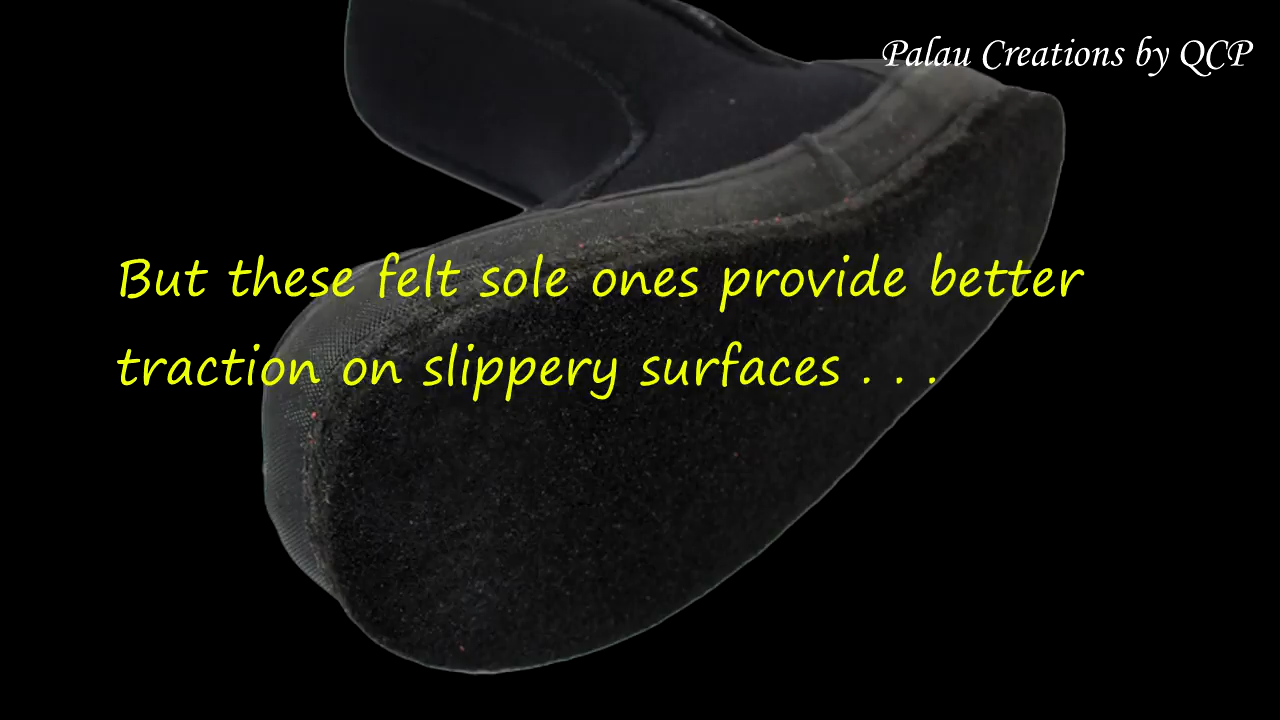 Palau Creations by QCP
But these felt sole ones provide better
traction on slippery surfaces . . .